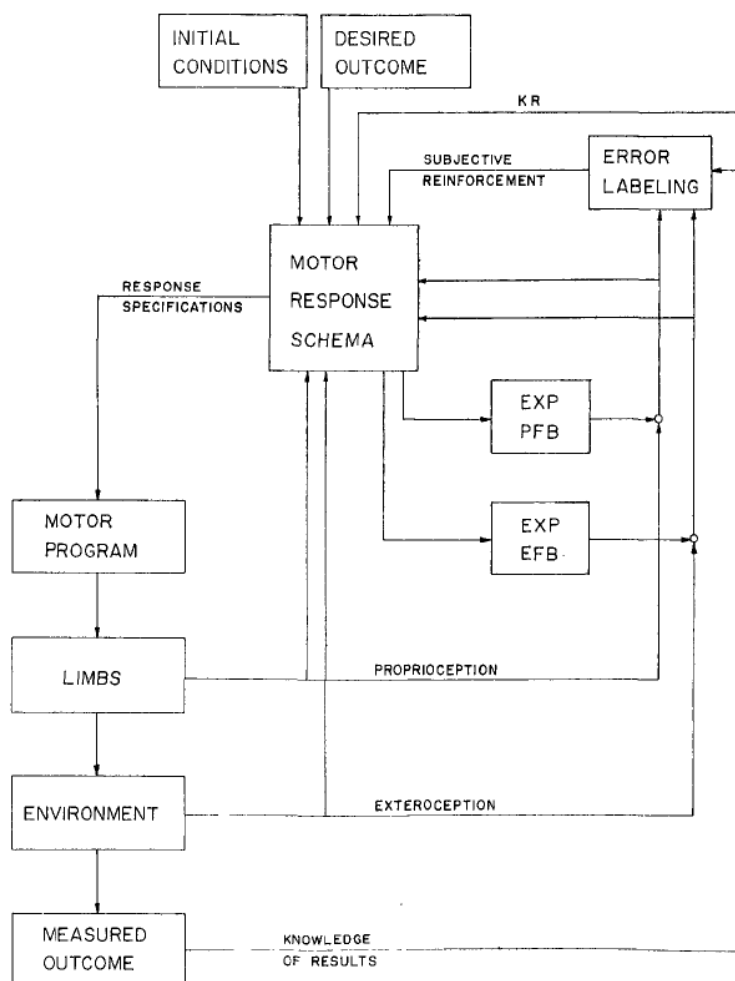 INITIAL
CONDITIONS
DESIRED
OUTCOME
KR
ERROR
LABELING
SUBJECTIVE
REINFORCEMENT
MOTOR
RESPONSE
SCHEMA
RESPONSE
SPECIFICATIONS
EXP
PFB
EXP
EFB
MOTOR
PROGRAM
LIMBS
PROPRIOCEPTION
ENVIRONMENT
EXTEROCEPTION
MEASURED
OUTCOME
KNOWLEDGE
OF RESULTS